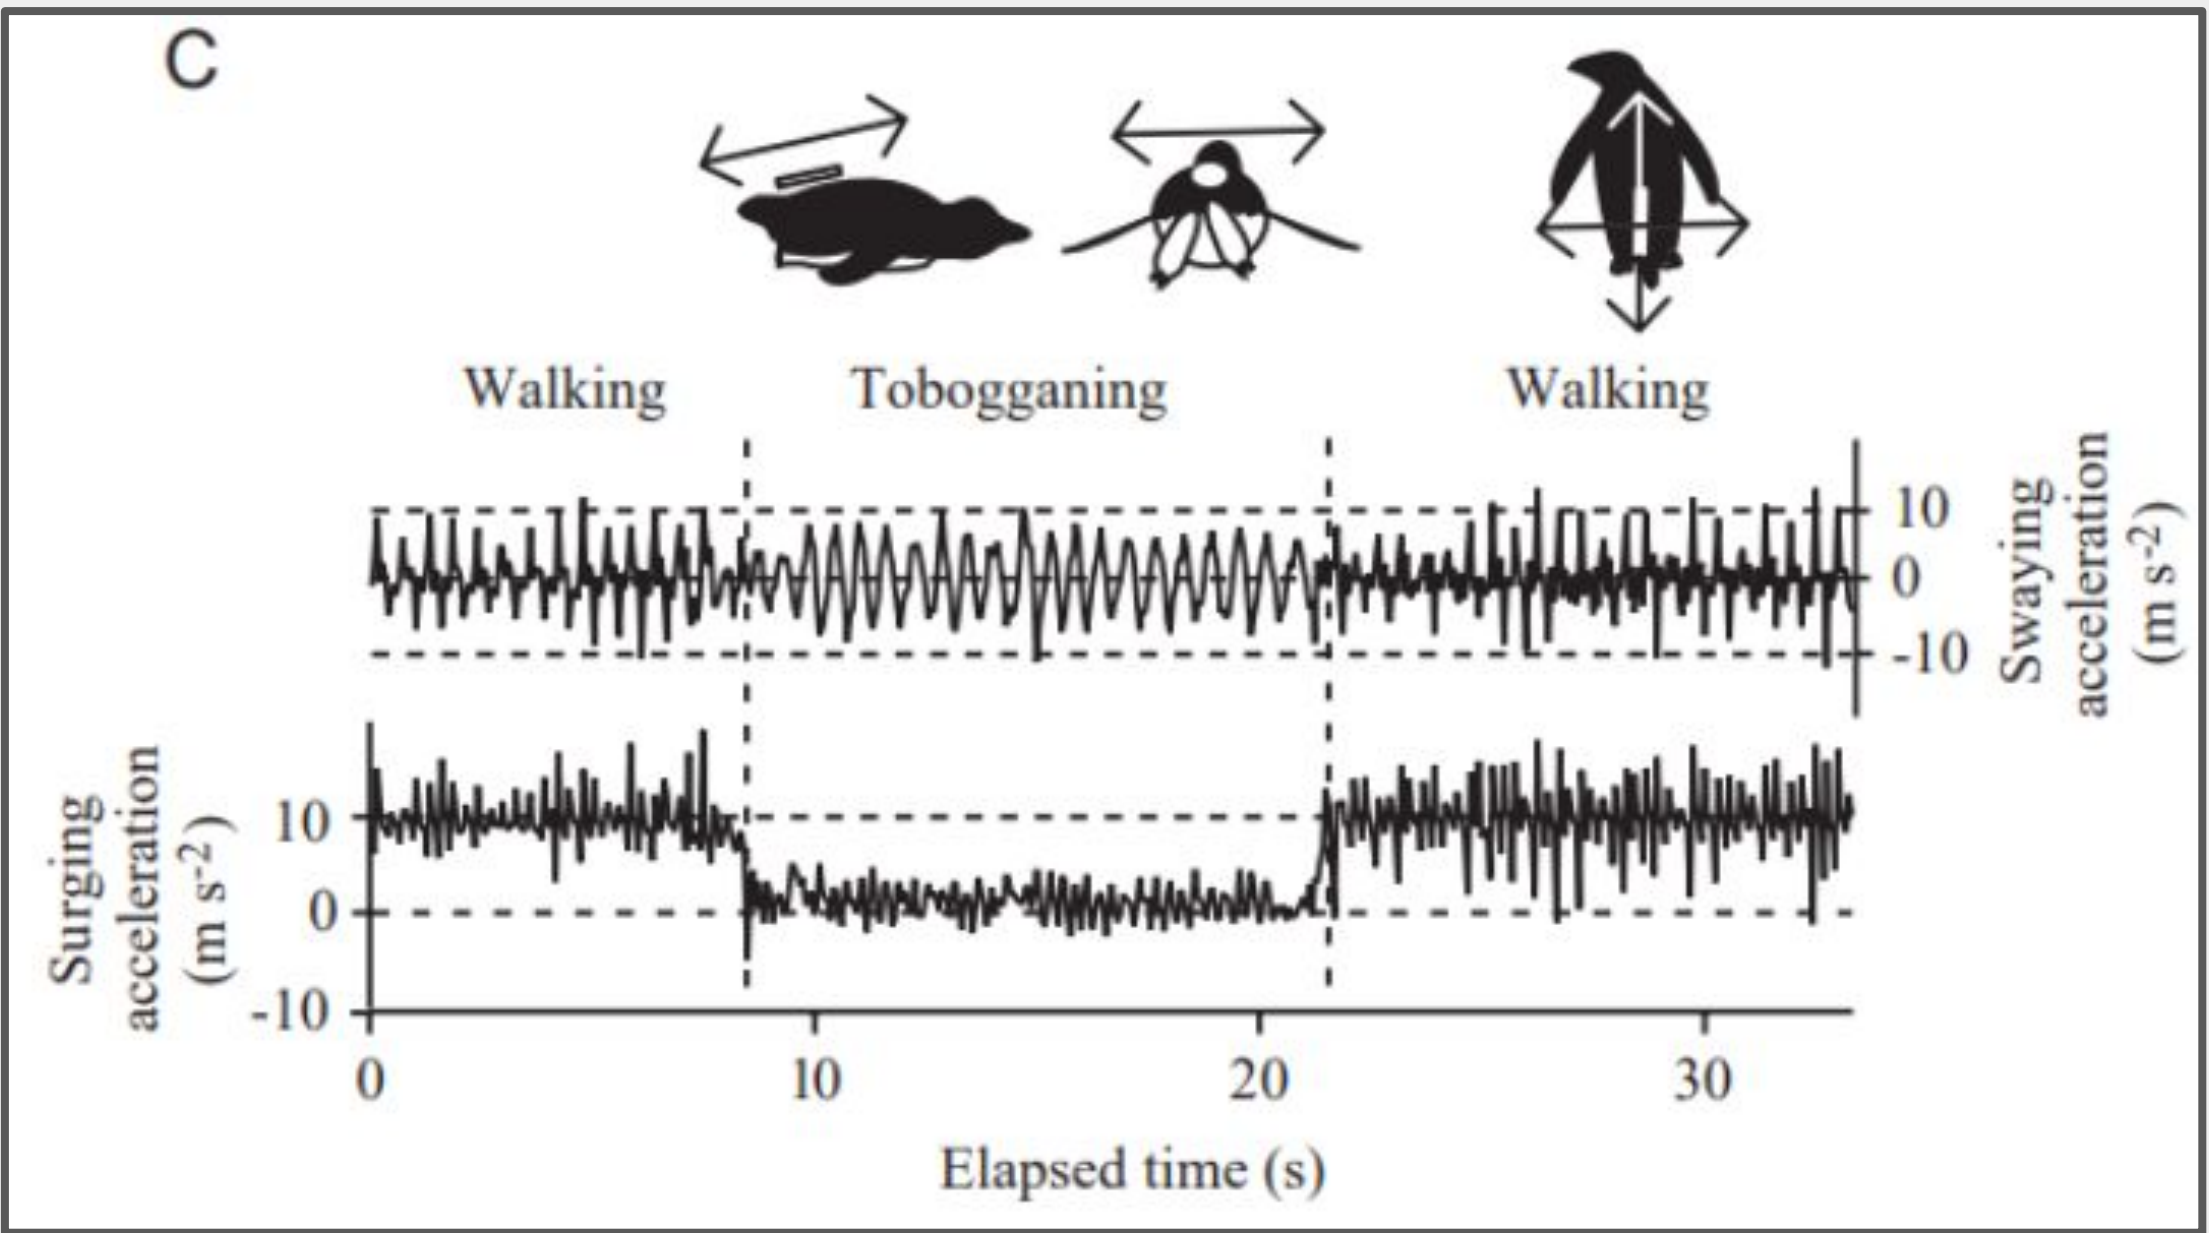 C
Walking
Tobogganing
Walking
10
0
-10
Swaying
acceleration
(m s-2)
Surging
acceleration
(m s-2)
10
0
-10
0
10
20
30
Elapsed time (s)